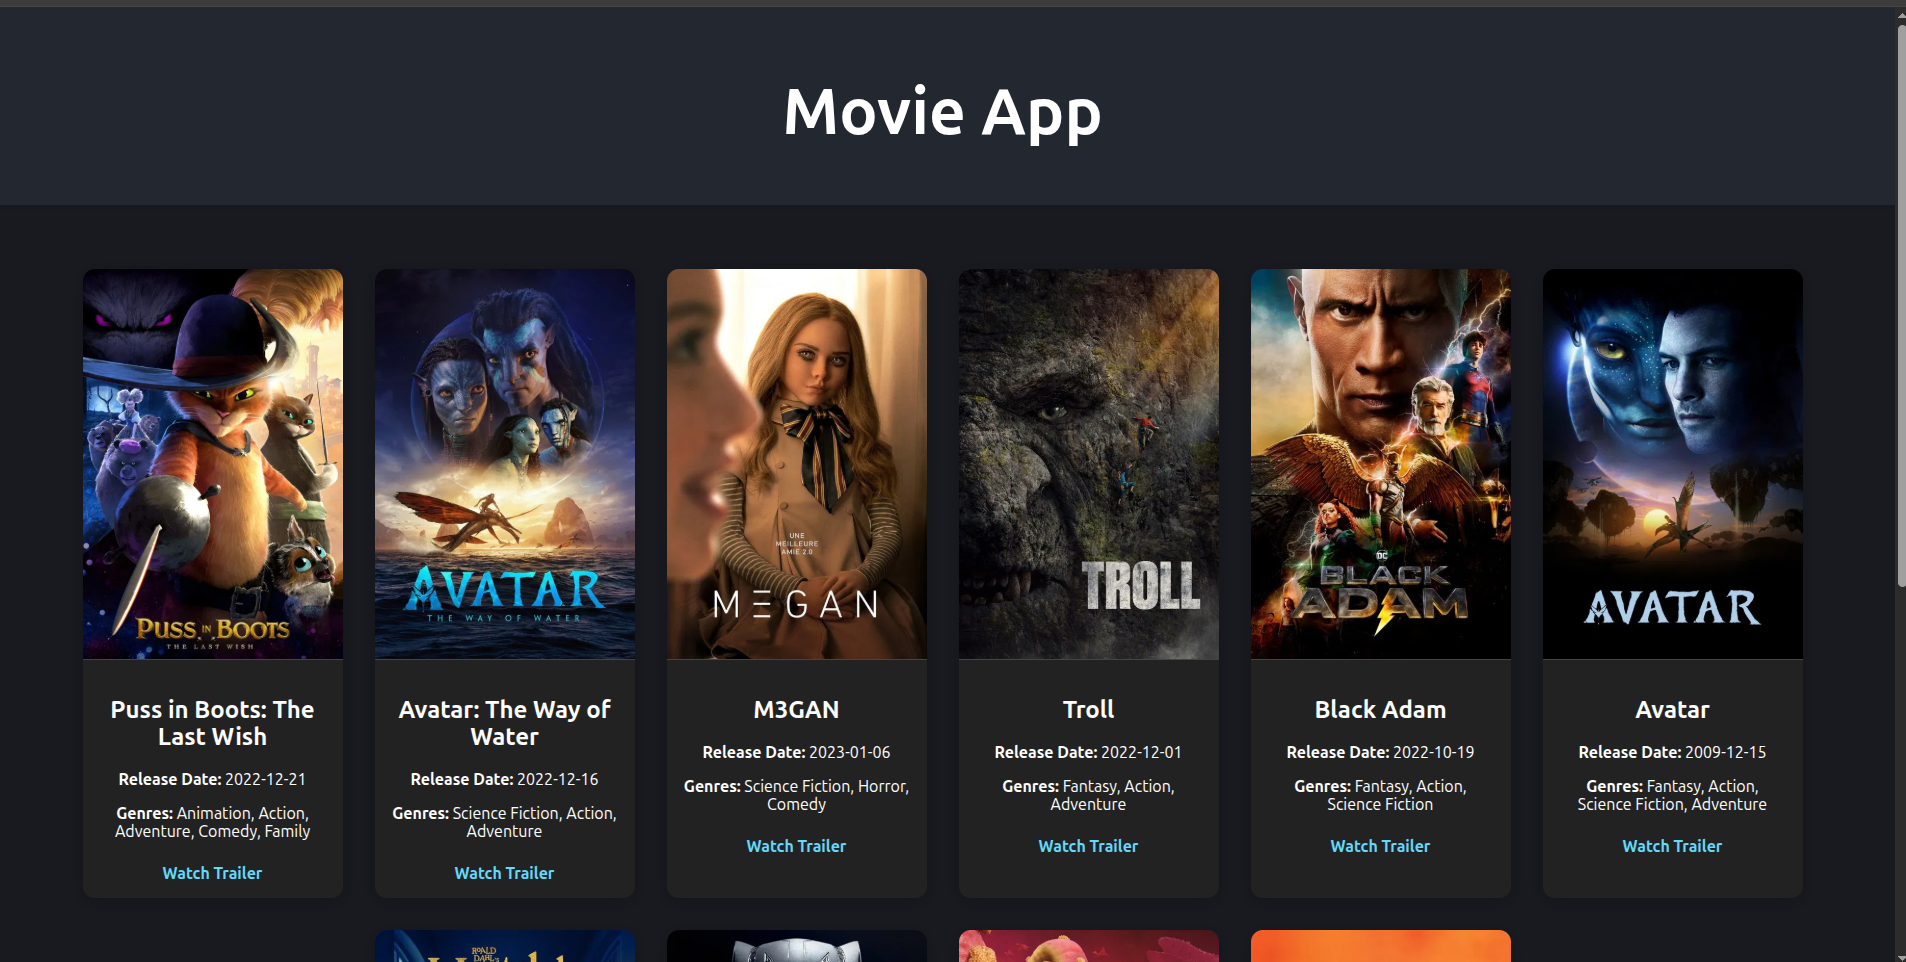 Movie App
PUSS IN BOOTS
THE LAST WISH
AVATAR
THE WAY OF WATER
UNE
MEILLEURE
AMIE 2.0
M Ξ G A N
TROLL
DC
BLACK
ADAM
AVATAR
Puss in Boots: The
Last Wish
Release Date: 2022-12-21
Genres: Animation, Action,
Adventure, Comedy, Family
Watch Trailer
Avatar: The Way of
Water
Release Date: 2022-12-16
Genres: Science Fiction, Action,
Adventure
Watch Trailer
M3GAN
Release Date: 2023-01-06
Genres: Science Fiction, Horror,
Comedy
Watch Trailer
Troll
Release Date: 2022-12-01
Genres: Fantasy, Action,
Adventure
Watch Trailer
Black Adam
Release Date: 2022-10-19
Genres: Fantasy, Action,
Science Fiction
Watch Trailer
Avatar
Release Date: 2009-12-15
Genres: Fantasy, Action,
Science Fiction, Adventure
Watch Trailer
ROALD
DAHL'S